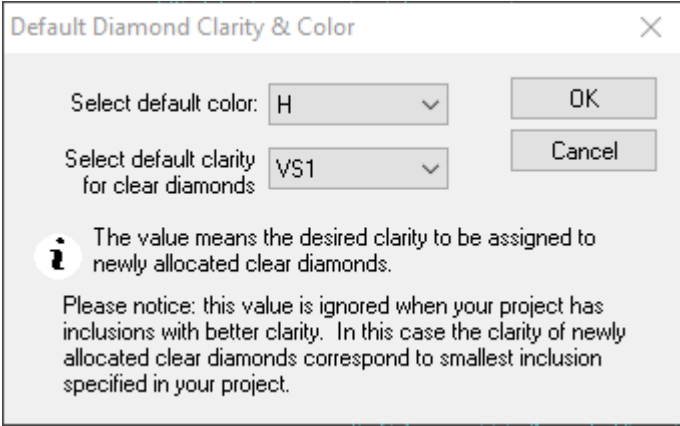 Default Diamond Clarity & Color
Select default color: H
OK
Select default clarity
for clear diamonds
VS1
Cancel
The value means the desired clarity to be assigned to
newly allocated clear diamonds.
Please notice: this value is ignored when your project has
inclusions with better clarity. In this case the clarity of newly
allocated clear diamonds correspond to smallest inclusion
specified in your project.